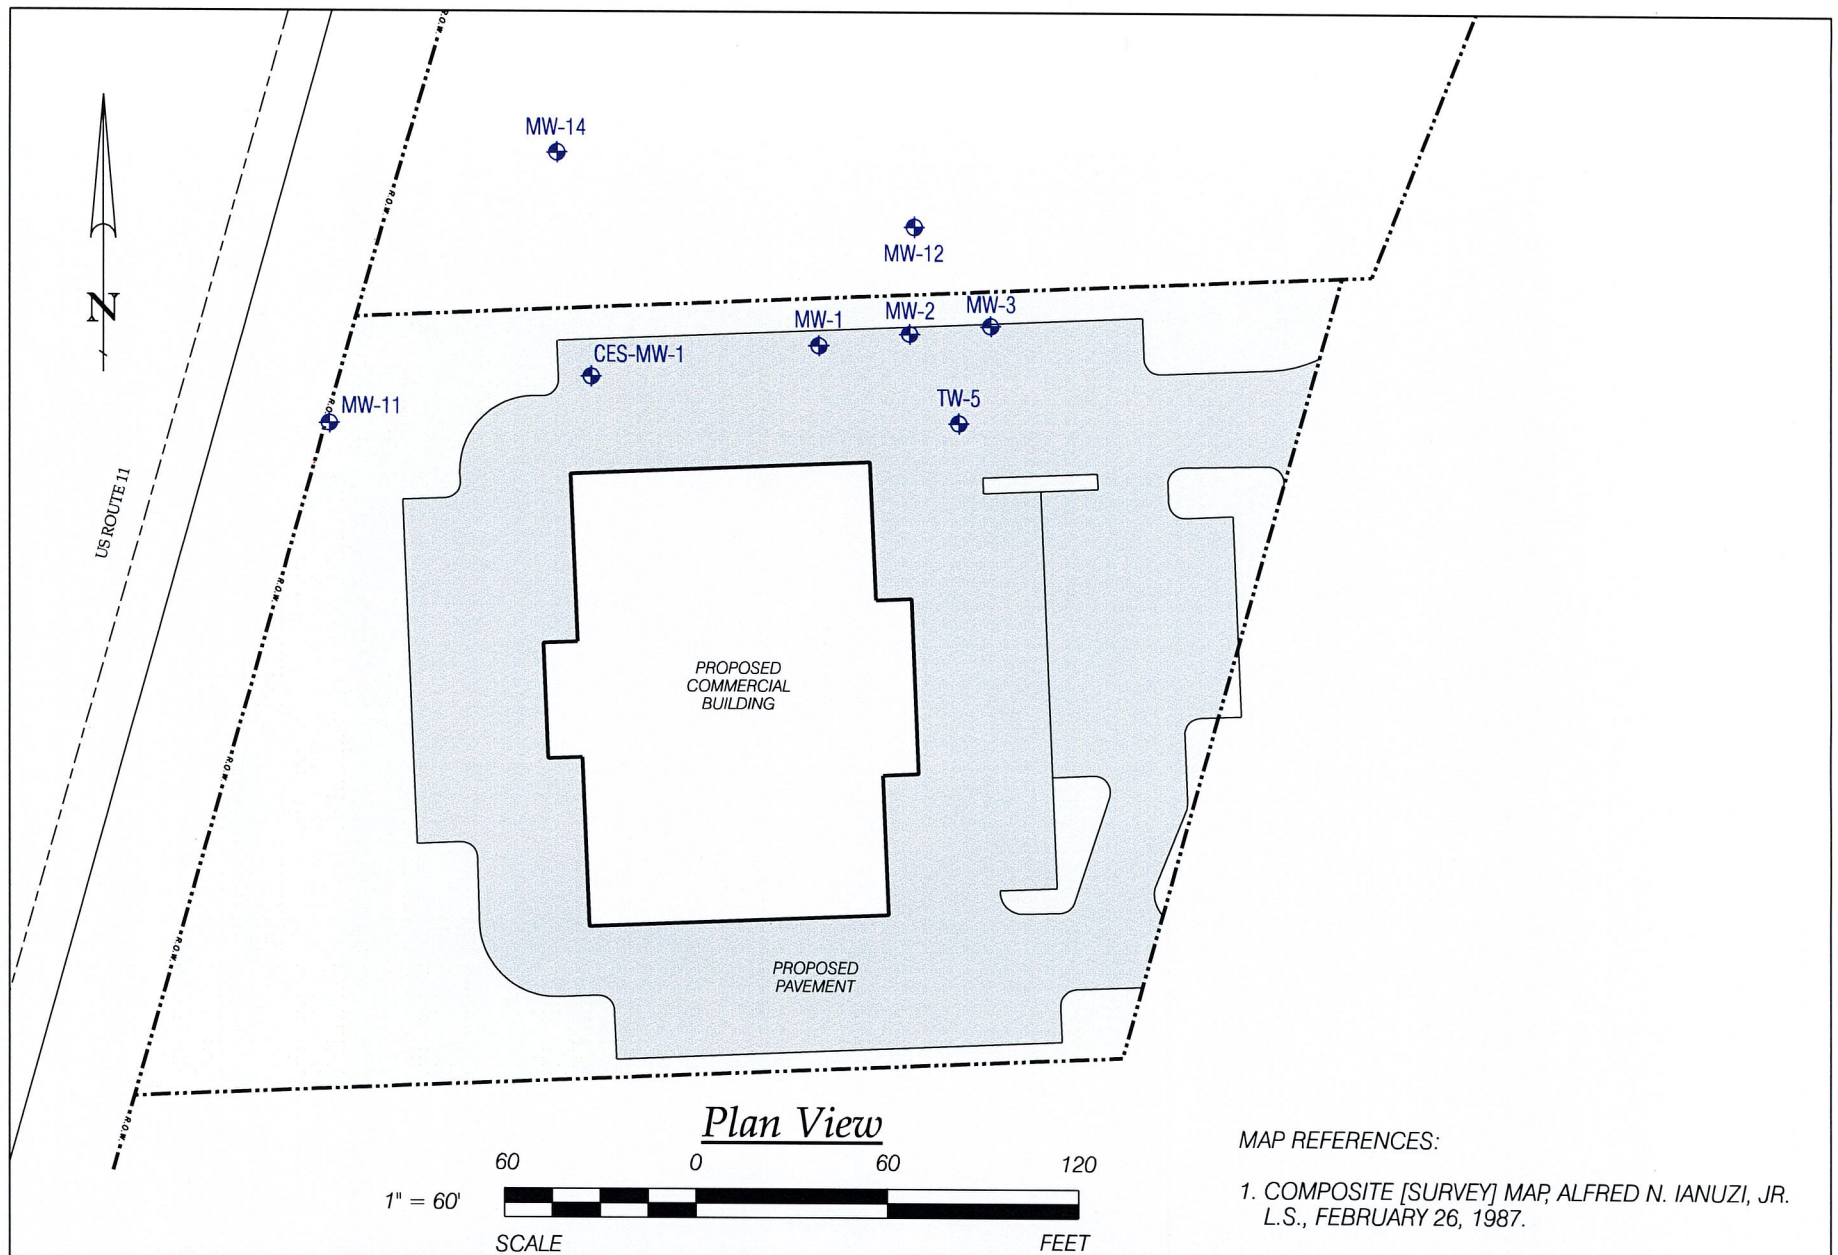 R.O.W.
MW-14
R.O.W.
MW-12
N
MW-3
MW-2
MW-1
CES-MW-1
TW-5
MW-11
R.O.
US ROUTE 11
R.O.W.
PROPOSED
COMMERCIAL
BUILDING
R.O.W.
R.O.W.
PROPOSED
PAVEMENT
R.O.W.
Plan View
60 0 60 120
1" = 60'
SCALE FEET
MAP REFERENCES:
1. COMPOSITE [SURVEY] MAP, ALFRED N. IANUZI, JR.
L.S., FEBRUARY 26, 1987.